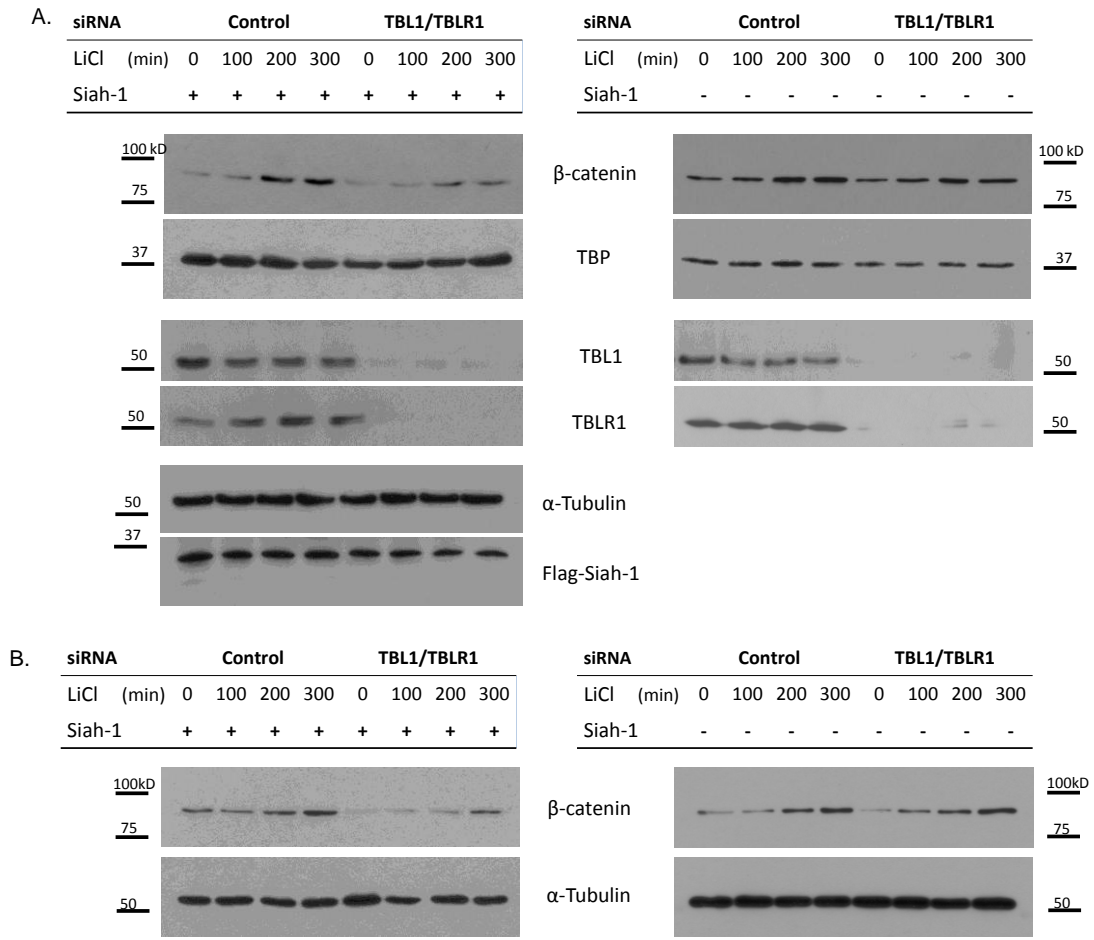 A.
siRNA Control TBL1/TBLR1
LiCl (min) 0 100 200 300 0 100 200 300
Siah-1 + + + + + + + +
siRNA Control TBL1/TBLR1
LiCl (min) 0 100 200 300 0 100 200 300
Siah-1 - - - - - - - -
100 kD
75
β-catenin
100 kD
75
37
TBP
37
50
TBL1
50
50
TBLR1
50
50
α-Tubulin
37
Flag-Siah-1
B.
siRNA Control TBL1/TBLR1
LiCl (min) 0 100 200 300 0 100 200 300
Siah-1 + + + + + + + +
siRNA Control TBL1/TBLR1
LiCl (min) 0 100 200 300 0 100 200 300
Siah-1 - - - - - - - -
100kD
75
β-catenin
100kD
75
50
α-Tubulin
50